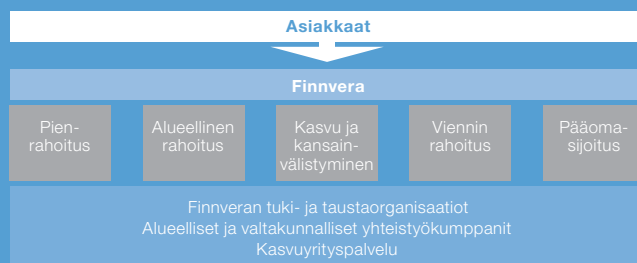 Asiakkaat
Finnvera
Pien-
rahoitus
Alueellinen
rahoitus
Kasvu ja
kansain-
välistyminen
Viennin
rahoitus
Pääoma-
sijoitus
Finnveran tuki- ja taustaorganisaatiot
Alueelliset ja valtakunnalliset yhteistyökumppanit
Kasvuyrityspalvelu